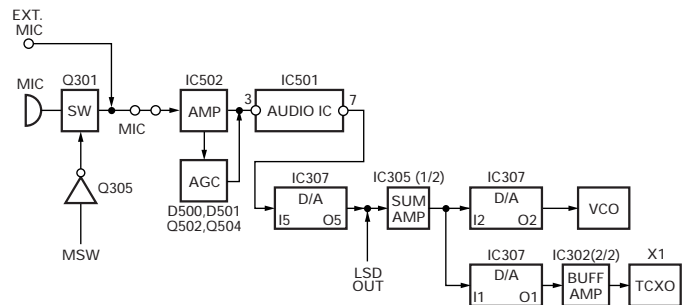 EXT.
MIC
MIC
Q301
SW
MIC
IC502
AMP
3
IC501
AUDIO IC
7
AGC
D500,D501
Q502,Q504
Q305
MSW
IC307
D/A
I5 O5
LSD
OUT
IC305 (1/2)
SUM
AMP
IC307
D/A
I2 O2
VCO
IC307
D/A
I1 O1
IC302(2/2)
BUFF
AMP
X1
TCXO